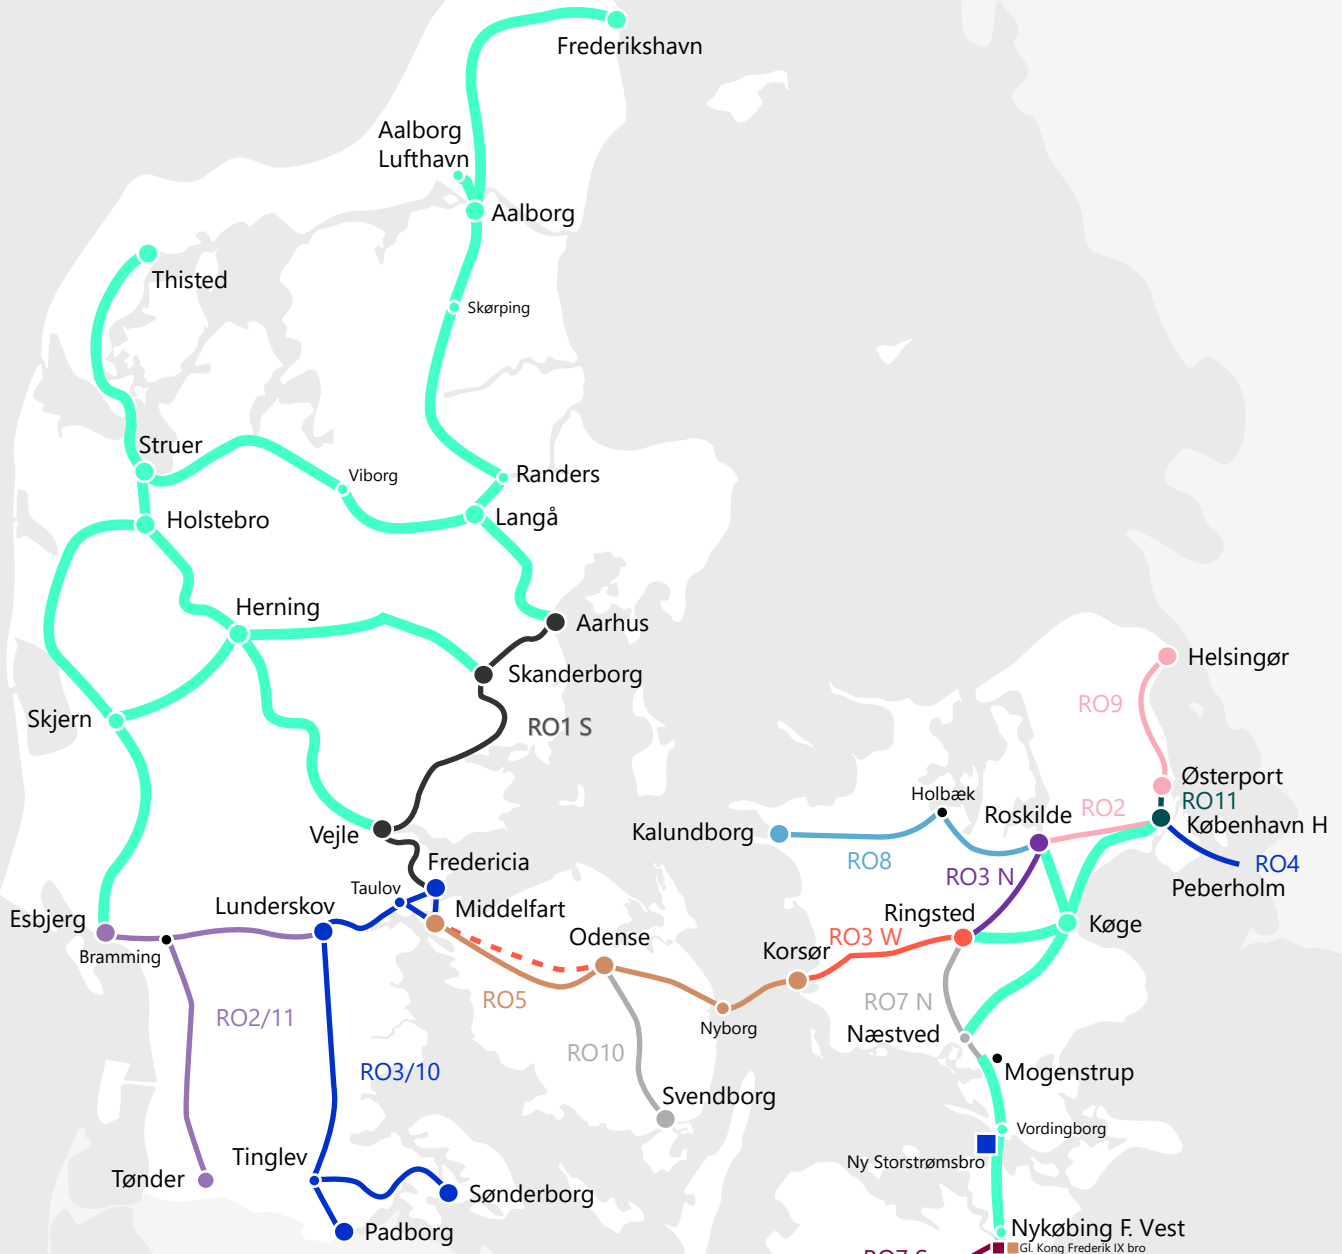 Frederikshavn
Aalborg
Lufthavn
Aalborg
Thisted
Skørping
Struer
Viborg
Randers
Holstebro
Langå
Herning
Aarhus
Skanderborg
Helsingør
RO9
Skjern
RO1 S
Østerport
Holbæk
RO11
RO2
Roskilde
København H
Kalundborg
Vejle
RO8
RO4
Fredericia
RO3 N
Peberholm
Taulov
Lunderskov
Middelfart
Esbjerg
Ringsted
Køge
Bramming
Odense
RO3 W
Korsør
RO5
RO7 N
RO2/11
Nyborg
Næstved
RO10
RO3/10
Mogenstrup
Svendborg
Vordingborg
Tinglev
Ny Storstrømsbro
Tønder
Sønderborg
Padborg
Nykøbing F. Vest
Gl. Kong Frederik IX bro
RO7 S